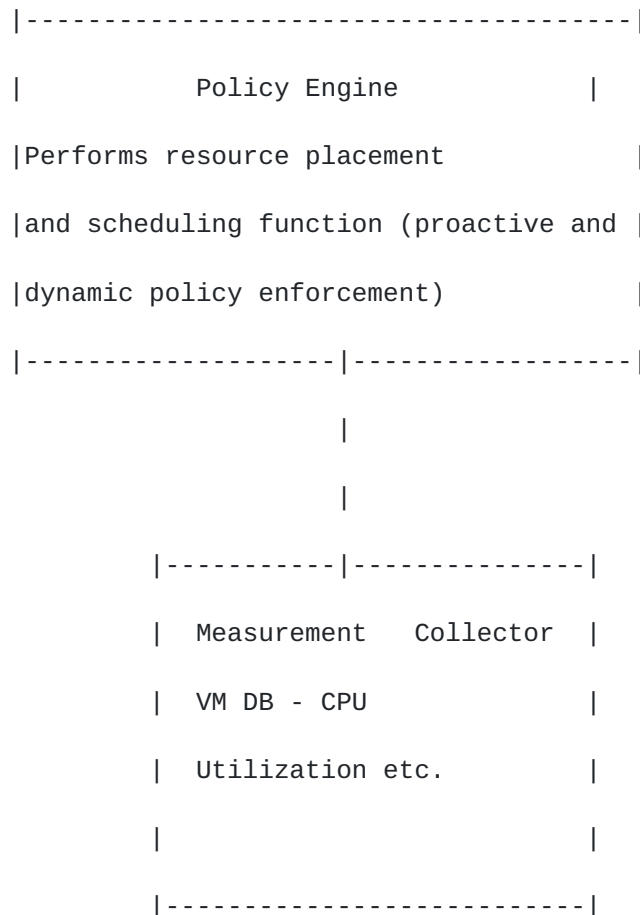 |---------------------------------------|
| Policy Engine |
|Performs resource placement |
|and scheduling function (proactive and |
|dynamic policy enforcement) |
|--------------------|------------------|
|
|
|-----------|---------------|
| Measurement Collector |
| VM DB - CPU |
| Utilization etc. |
| |
|---------------------------|